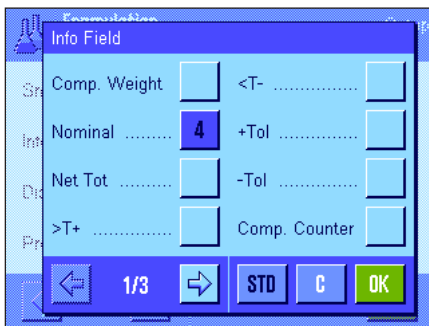 Formulation
Info Field
Comp. Weight
Nominal ......... 4
Net Tot ..........
>T+ ................
<T- ................
+Tol ...............
-Tol ...............
Comp. Counter
1/3
STD
C
OK